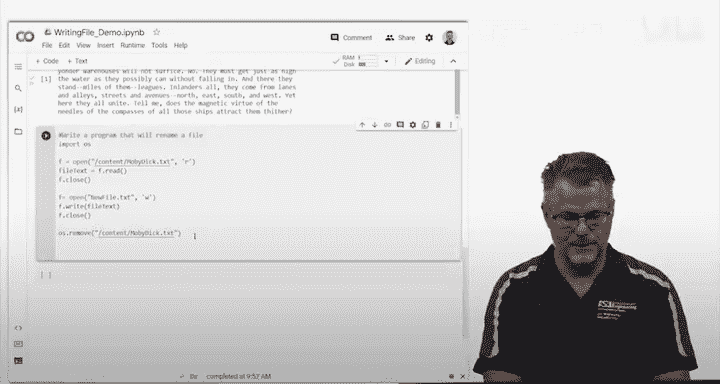 WritingFile_Demo.ipynb
Comment
Share
File Edit View Insert Runtime Tools Help
+ Code + Text
RAM
Disk
Editing
yonder warehouses will not suffice. No. They must get just as nigh
the water as they possibly can without falling in. And there they
[1]
stand--miles of them--leagues. Inlanders all, they come from lanes
and alleys, streets and avenues--north, east, south, and west. Yet
here they all unite. Tell me, does the magnetic virtue of the
needles of the compasses of all those ships attract them thither?
#Write a program that will rename a file
import os
f = open("/content/MobyDick.txt", 'r')
fileText = f.read()
f.close()
f= open("NewFile.txt", 'w')
f.write(fileText)
f.close()
os.remove("/content/MobyDick.txt")
[ ]
0s completed at 9:52 AM